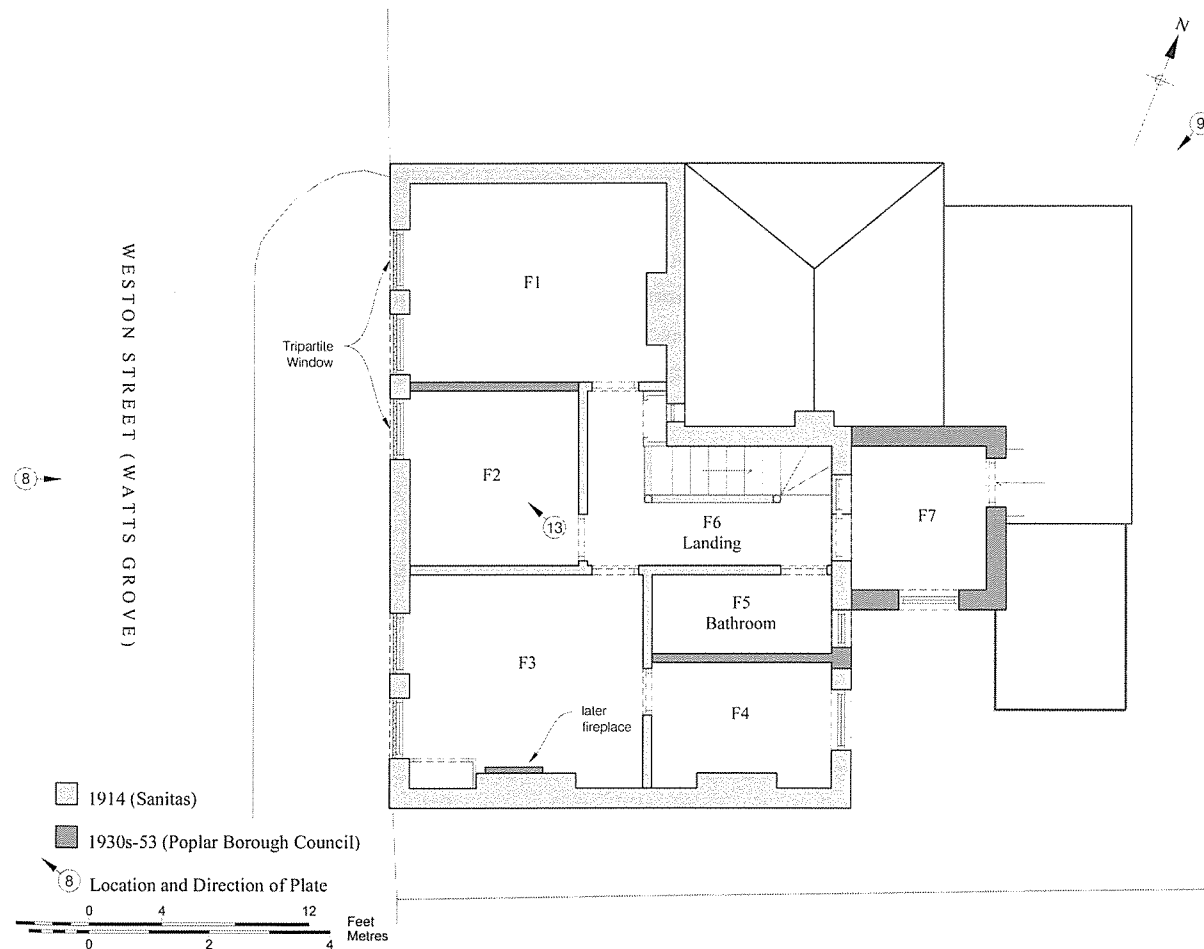 N
9
WESTON STREET (WATTS GROVE)
Tripartite
Window
F1
F2
8
13
F6
Landing
F7
F5
Bathroom
F3
F4
later
fireplace
1914 (Sanitas)
1930s-53 (Poplar Borough Council)
8 Location and Direction of Plate
0 4 12 Feet
0 2 4 Metres